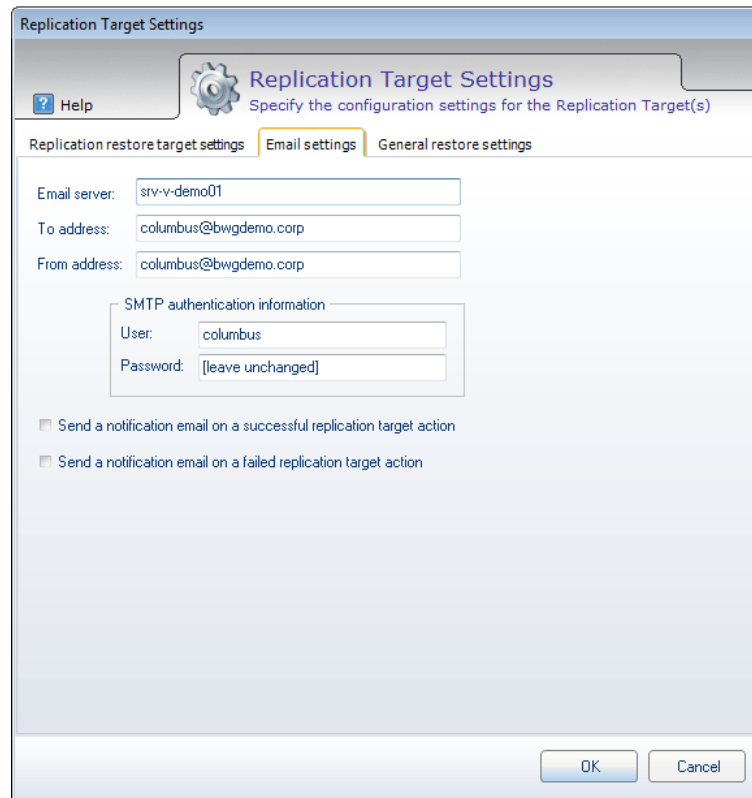 Replication Target Settings
Replication Target Settings
? Help
Specify the configuration settings for the Replication Target(s)
Replication restore target settings Email settings General restore settings
Email server: srv-v-demo01
To address: columbus@bwgdemo.corp
From address: columbus@bwgdemo.corp
SMTP authentication information
User: columbus
Password: [leave unchanged]
Send a notification email on a successful replication target action
Send a notification email on a failed replication target action
OK Cancel